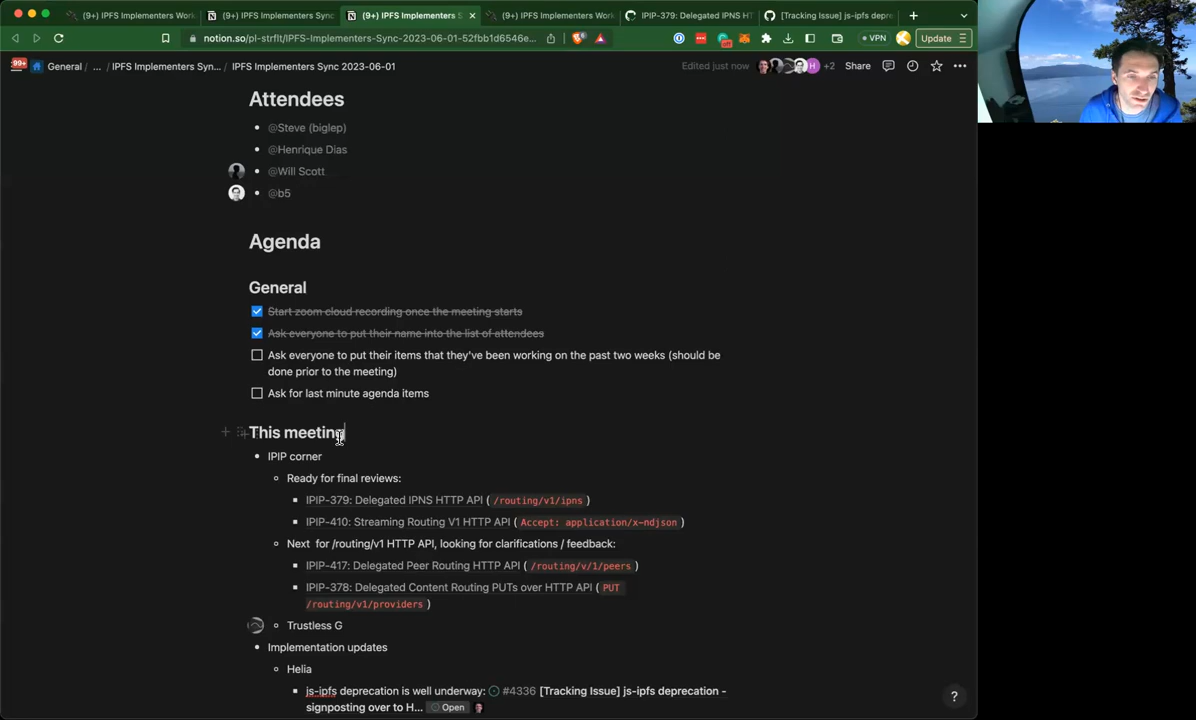 (9+) IPFS Implementers Work
(9+) IPFS Implementers Sync
(9+) IPFS Implementers S
(9+) IPFS Implementers Work
IPIP-379: Delegated IPNS HT
[Tracking Issue] js-ipfs depre
notion.so/pl-strflt/IPFS-Implementers-Sync-2023-06-01-52fbb1d6546e...
VPN
Update
99+
General / ... / IPFS Implementers Syn... / IPFS Implementers Sync 2023-06-01
Edited just now
H
+2
Share
Attendees
@Steve (biglep)
@Henrique Dias
@Will Scott
@b5
Agenda
General
Start zoom cloud recording once the meeting starts
Ask everyone to put their name into the list of attendees
Ask everyone to put their items that they've been working on the past two weeks (should be
done prior to the meeting)
Ask for last minute agenda items
This meeting
IPIP corner
Ready for final reviews:
IPIP-379: Delegated IPNS HTTP API ( /routing/v1/ipns )
IPIP-410: Streaming Routing V1 HTTP API ( Accept: application/x-ndjson )
Next for /routing/v1 HTTP API, looking for clarifications / feedback:
IPIP-417: Delegated Peer Routing HTTP API ( /routing/v/1/peers )
IPIP-378: Delegated Content Routing PUTs over HTTP API ( PUT
/routing/v1/providers )
Trustless G
Implementation updates
Helia
js-ipfs deprecation is well underway: #4336 [Tracking Issue] js-ipfs deprecation -
signposting over to H... Open
?